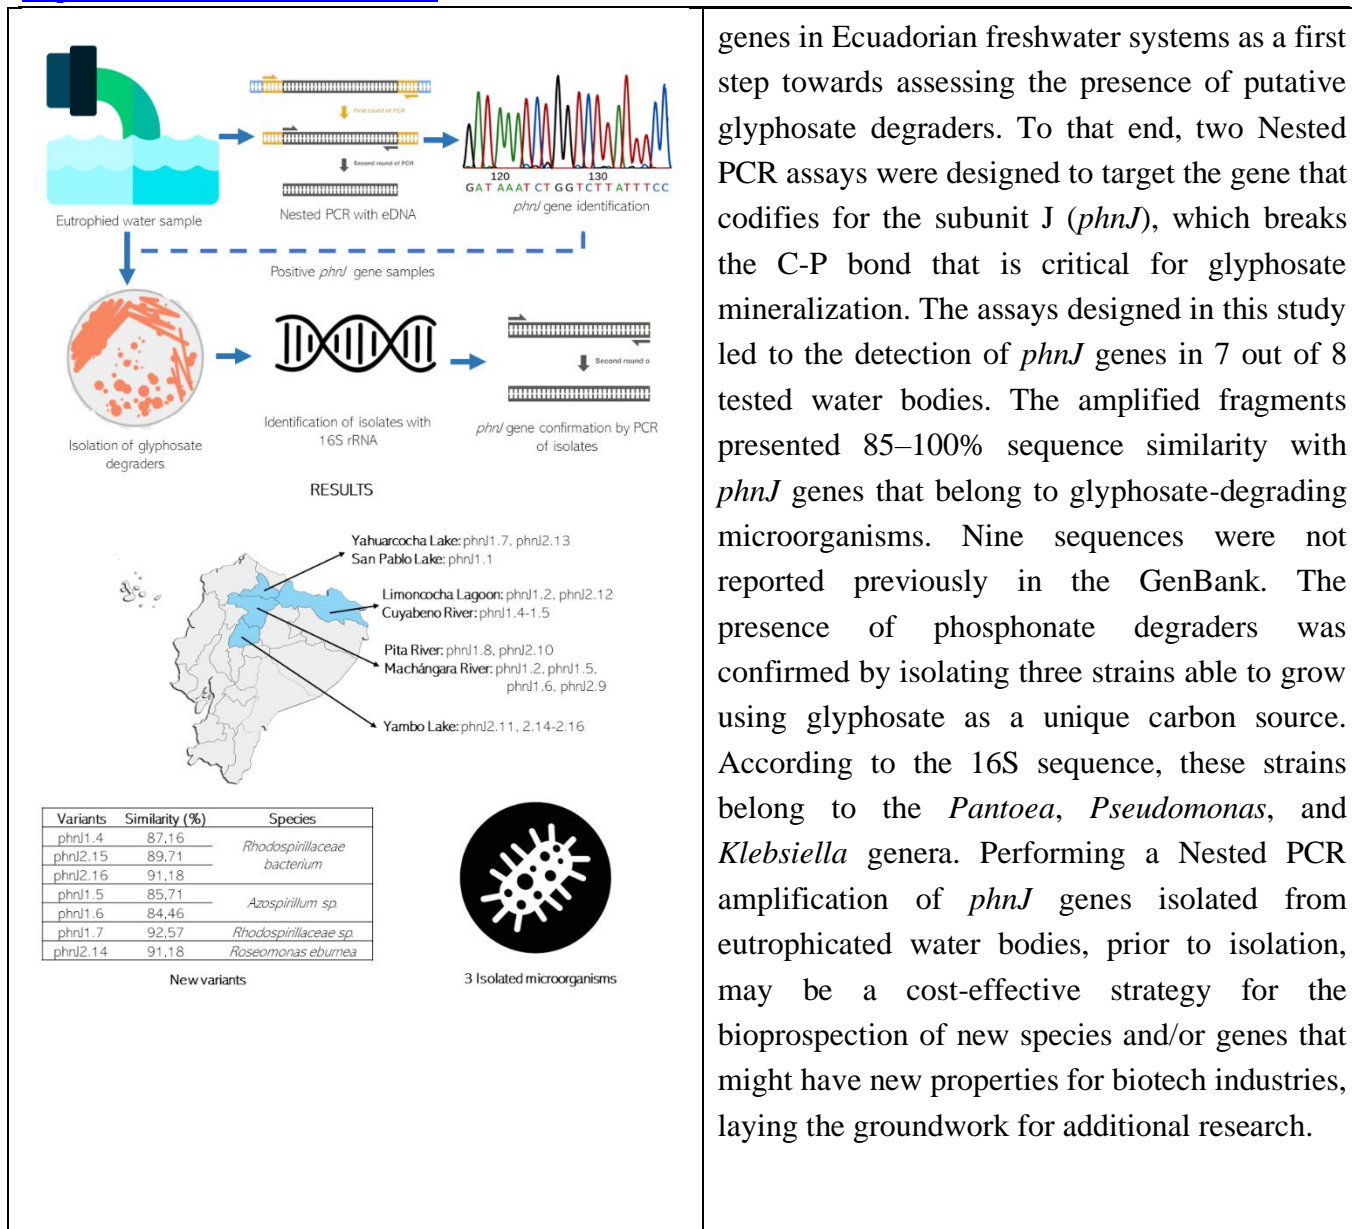 First round of PCR
Second round of PCR
120 130
GATAAATCTGGTCTTATTTCC
Eutrophied water sample
Nested PCR with eDNA
phnJ gene identification
Positive phnJ gene samples
Second round o
Isolation of glyphosate
degraders
Identification of isolates with
16S rRNA
phnJ gene confirmation by PCR
of isolates
RESULTS
Yahuarcocha Lake: phnJ1.7, phnJ2.13
San Pablo Lake: phnJ1.1
Limoncocha Lagoon: phnJ1.2, phnJ2.12
Cuyabeno River: phnJ1.4-1.5
Pita River: phnJ1.8, phnJ2.10
Machángara River: phnJ1.2, phnJ1.5,
phnJ1.6, phnJ2.9
Yambo Lake: phnJ2.11, 2.14-2.16
Variants Similarity (%) Species
phnJ1.4 87,16 Rhodospirillaceae
phnJ2.15 89,71 bacterium
phnJ2.16 91,18
phnJ1.5 85,71 Azospirillum sp.
phnJ1.6 84,46
phnJ1.7 92,57 Rhodospirillaceae sp.
phnJ2.14 91,18 Roseomonas eburnea
New variants
3 Isolated microorganisms
genes in Ecuadorian freshwater systems as a first
step towards assessing the presence of putative
glyphosate degraders. To that end, two Nested
PCR assays were designed to target the gene that
codifies for the subunit J (phnJ), which breaks
the C-P bond that is critical for glyphosate
mineralization. The assays designed in this study
led to the detection of phnJ genes in 7 out of 8
tested water bodies. The amplified fragments
presented 85–100% sequence similarity with
phnJ genes that belong to glyphosate-degrading
microorganisms. Nine sequences were not
reported previously in the GenBank. The
presence of phosphonate degraders was
confirmed by isolating three strains able to grow
using glyphosate as a unique carbon source.
According to the 16S sequence, these strains
belong to the Pantoea, Pseudomonas, and
Klebsiella genera. Performing a Nested PCR
amplification of phnJ genes isolated from
eutrophicated water bodies, prior to isolation,
may be a cost-effective strategy for the
bioprospection of new species and/or genes that
might have new properties for biotech industries,
laying the groundwork for additional research.